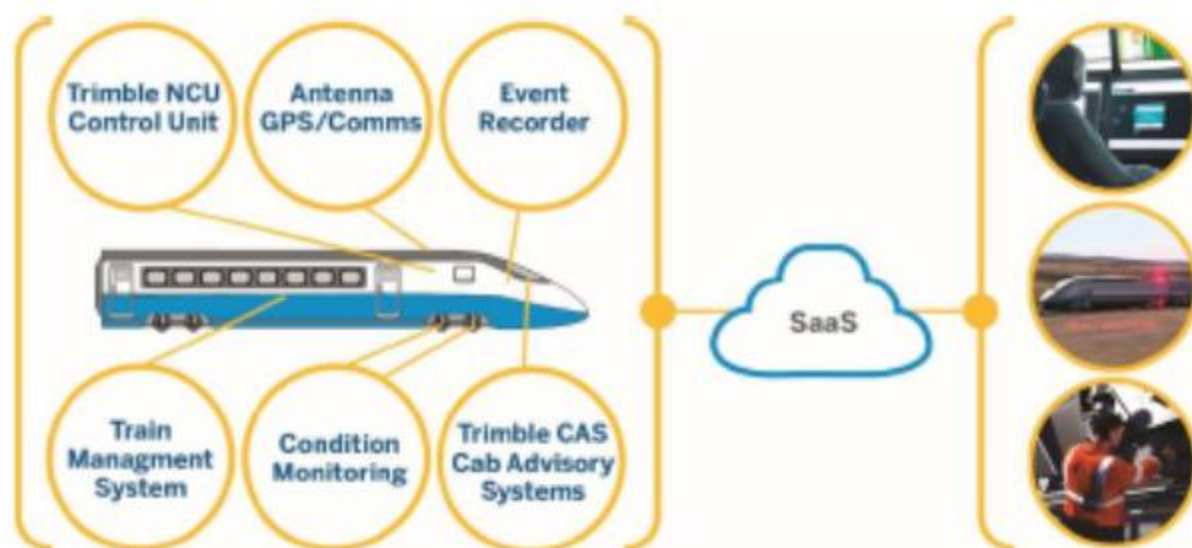 Trimble NCU
Control Unit
Antenna
GPS/Comms
Event
Recorder
SaaS
Train
Managment
System
Condition
Monitoring
Trimble CAS
Cab Advisory
Systems